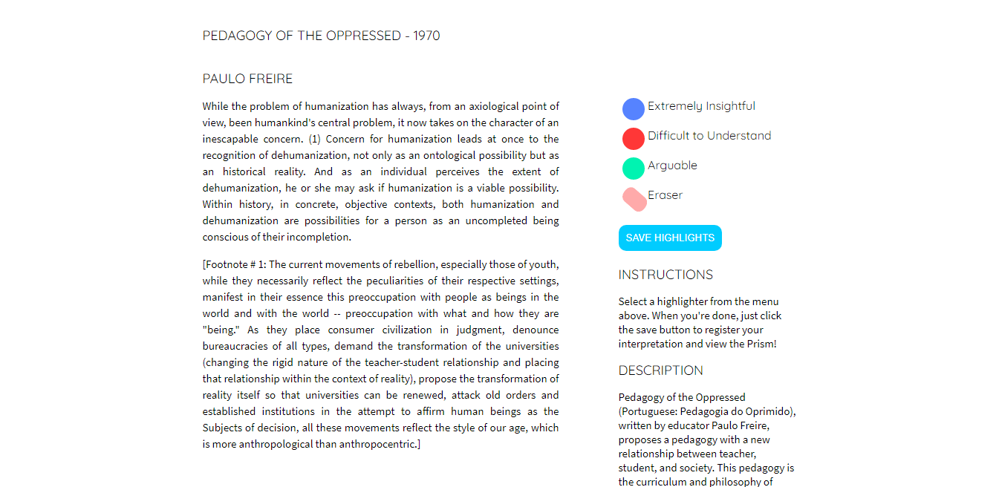 PEDAGOGY OF THE OPPRESSED - 1970
PAULO FREIRE
While the problem of humanization has always, from an axiological point of
view, been humankind's central problem, it now takes on the character of an
inescapable concern. (1) Concern for humanization leads at once to the
recognition of dehumanization, not only as an ontological possibility but as
an historical reality. And as an individual perceives the extent of
dehumanization, he or she may ask if humanization is a viable possibility.
Within history, in concrete, objective contexts, both humanization and
dehumanization are possibilities for a person as an uncompleted being
conscious of their incompletion.
[Footnote # 1: The current movements of rebellion, especially those of youth,
while they necessarily reflect the peculiarities of their respective settings,
manifest in their essence this preoccupation with people as beings in the
world and with the world -- preoccupation with what and how they are
"being." As they place consumer civilization in judgment, denounce
bureaucracies of all types, demand the transformation of the universities
(changing the rigid nature of the teacher-student relationship and placing
that relationship within the context of reality), propose the transformation of
reality itself so that universities can be renewed, attack old orders and
established institutions in the attempt to affirm human beings as the
Subjects of decision, all these movements reflect the style of our age, which
is more anthropological than anthropocentric.]
Extremely Insightful
Difficult to Understand
Arguable
Eraser
SAVE HIGHLIGHTS
INSTRUCTIONS
Select a highlighter from the menu
above. When you're done, just click
the save button to register your
interpretation and view the Prism!
DESCRIPTION
Pedagogy of the Oppressed
(Portuguese: Pedagogia do Oprimido),
written by educator Paulo Freire,
proposes a pedagogy with a new
relationship between teacher,
student, and society. This pedagogy is
the curriculum and philosophy of